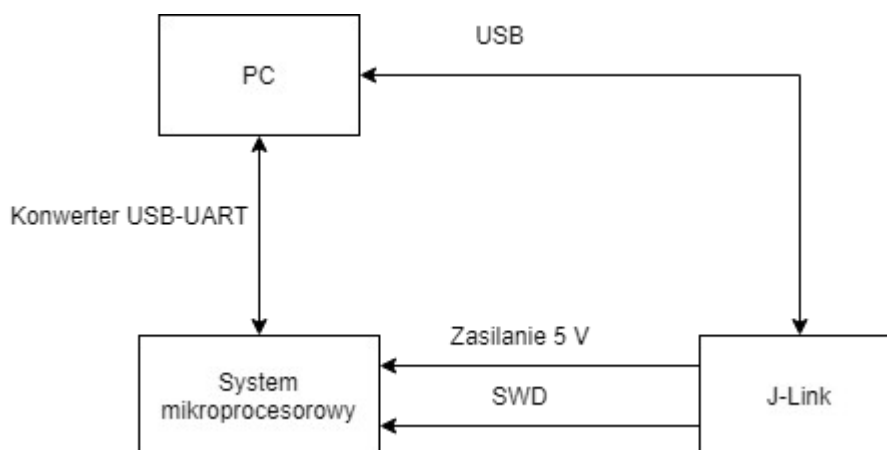 USB
PC
Konwerter USB-UART
Zasilanie 5 V
System
mikroprocesorowy
SWD
J-Link